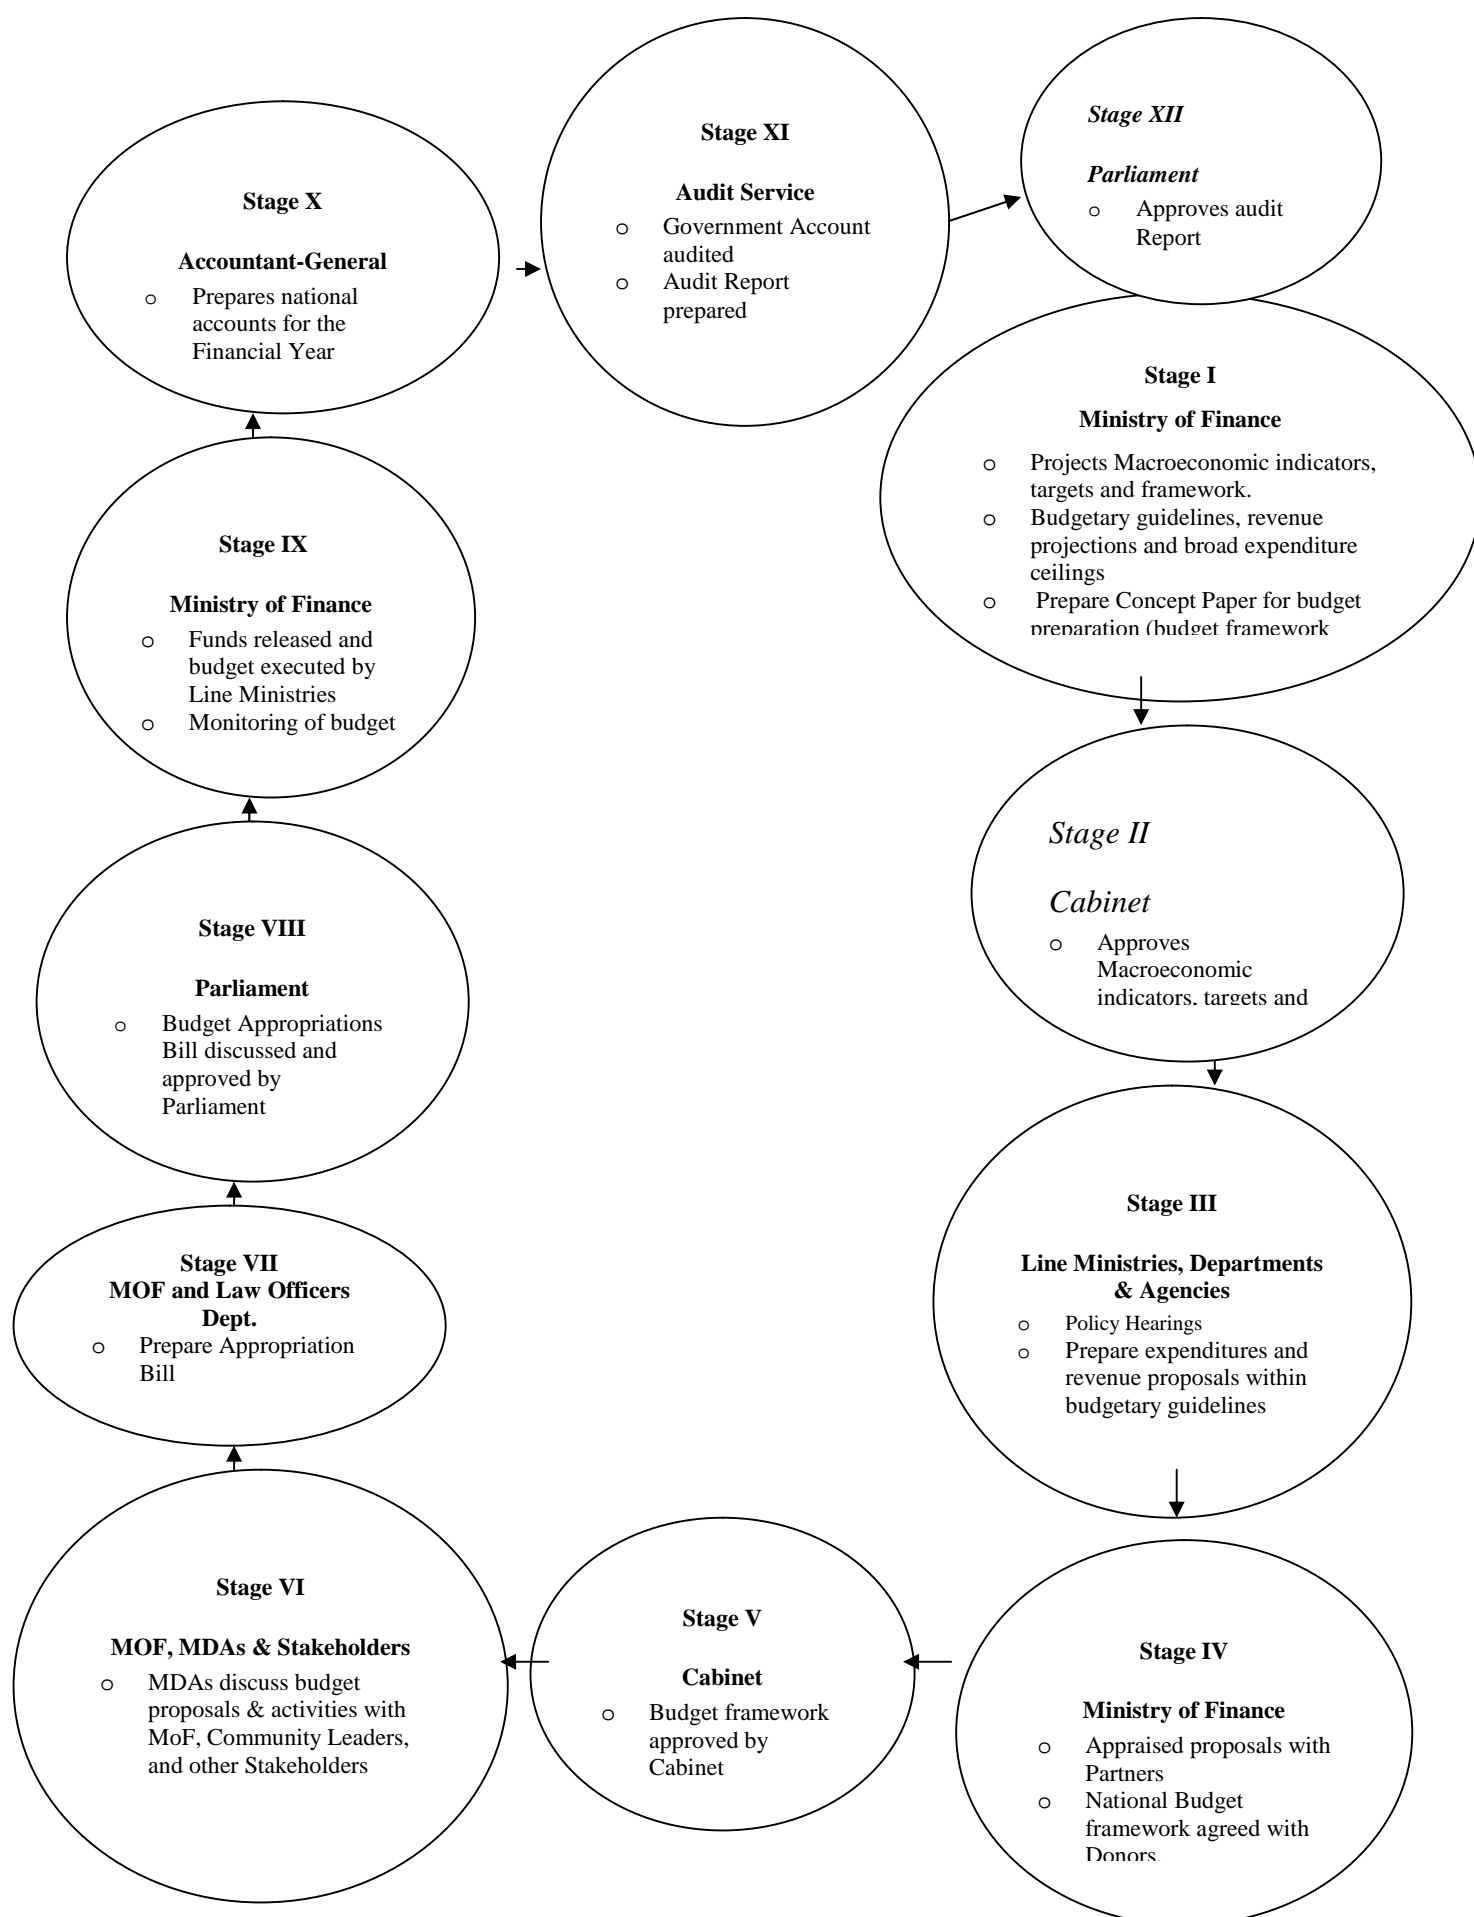 Stage I
Ministry of Finance
o Projects Macroeconomic indicators,
targets and framework.
o Budgetary guidelines, revenue
projections and broad expenditure
ceilings
o Prepare Concept Paper for budget
preparation (budget framework
Stage II
Cabinet
o Approves
Macroeconomic
indicators, targets and
Stage III
Line Ministries, Departments
& Agencies
o Policy Hearings
o Prepare expenditures and
revenue proposals within
budgetary guidelines
Stage IV
Ministry of Finance
o Appraised proposals with
Partners
o National Budget
framework agreed with
Donors.
Stage V
Cabinet
o Budget framework
approved by
Cabinet
Stage VI
MOF, MDAs & Stakeholders
o MDAs discuss budget
proposals & activities with
MoF, Community Leaders,
and other Stakeholders
Stage VII
MOF and Law Officers
Dept.
o Prepare Appropriation
Bill
Stage VIII
Parliament
o Budget Appropriations
Bill discussed and
approved by
Parliament
Stage IX
Ministry of Finance
o Funds released and
budget executed by
Line Ministries
o Monitoring of budget
Stage X
Accountant-General
o Prepares national
accounts for the
Financial Year
Stage XI
Audit Service
o Government Account
audited
o Audit Report
prepared
Stage XII
Parliament
o Approves audit
Report